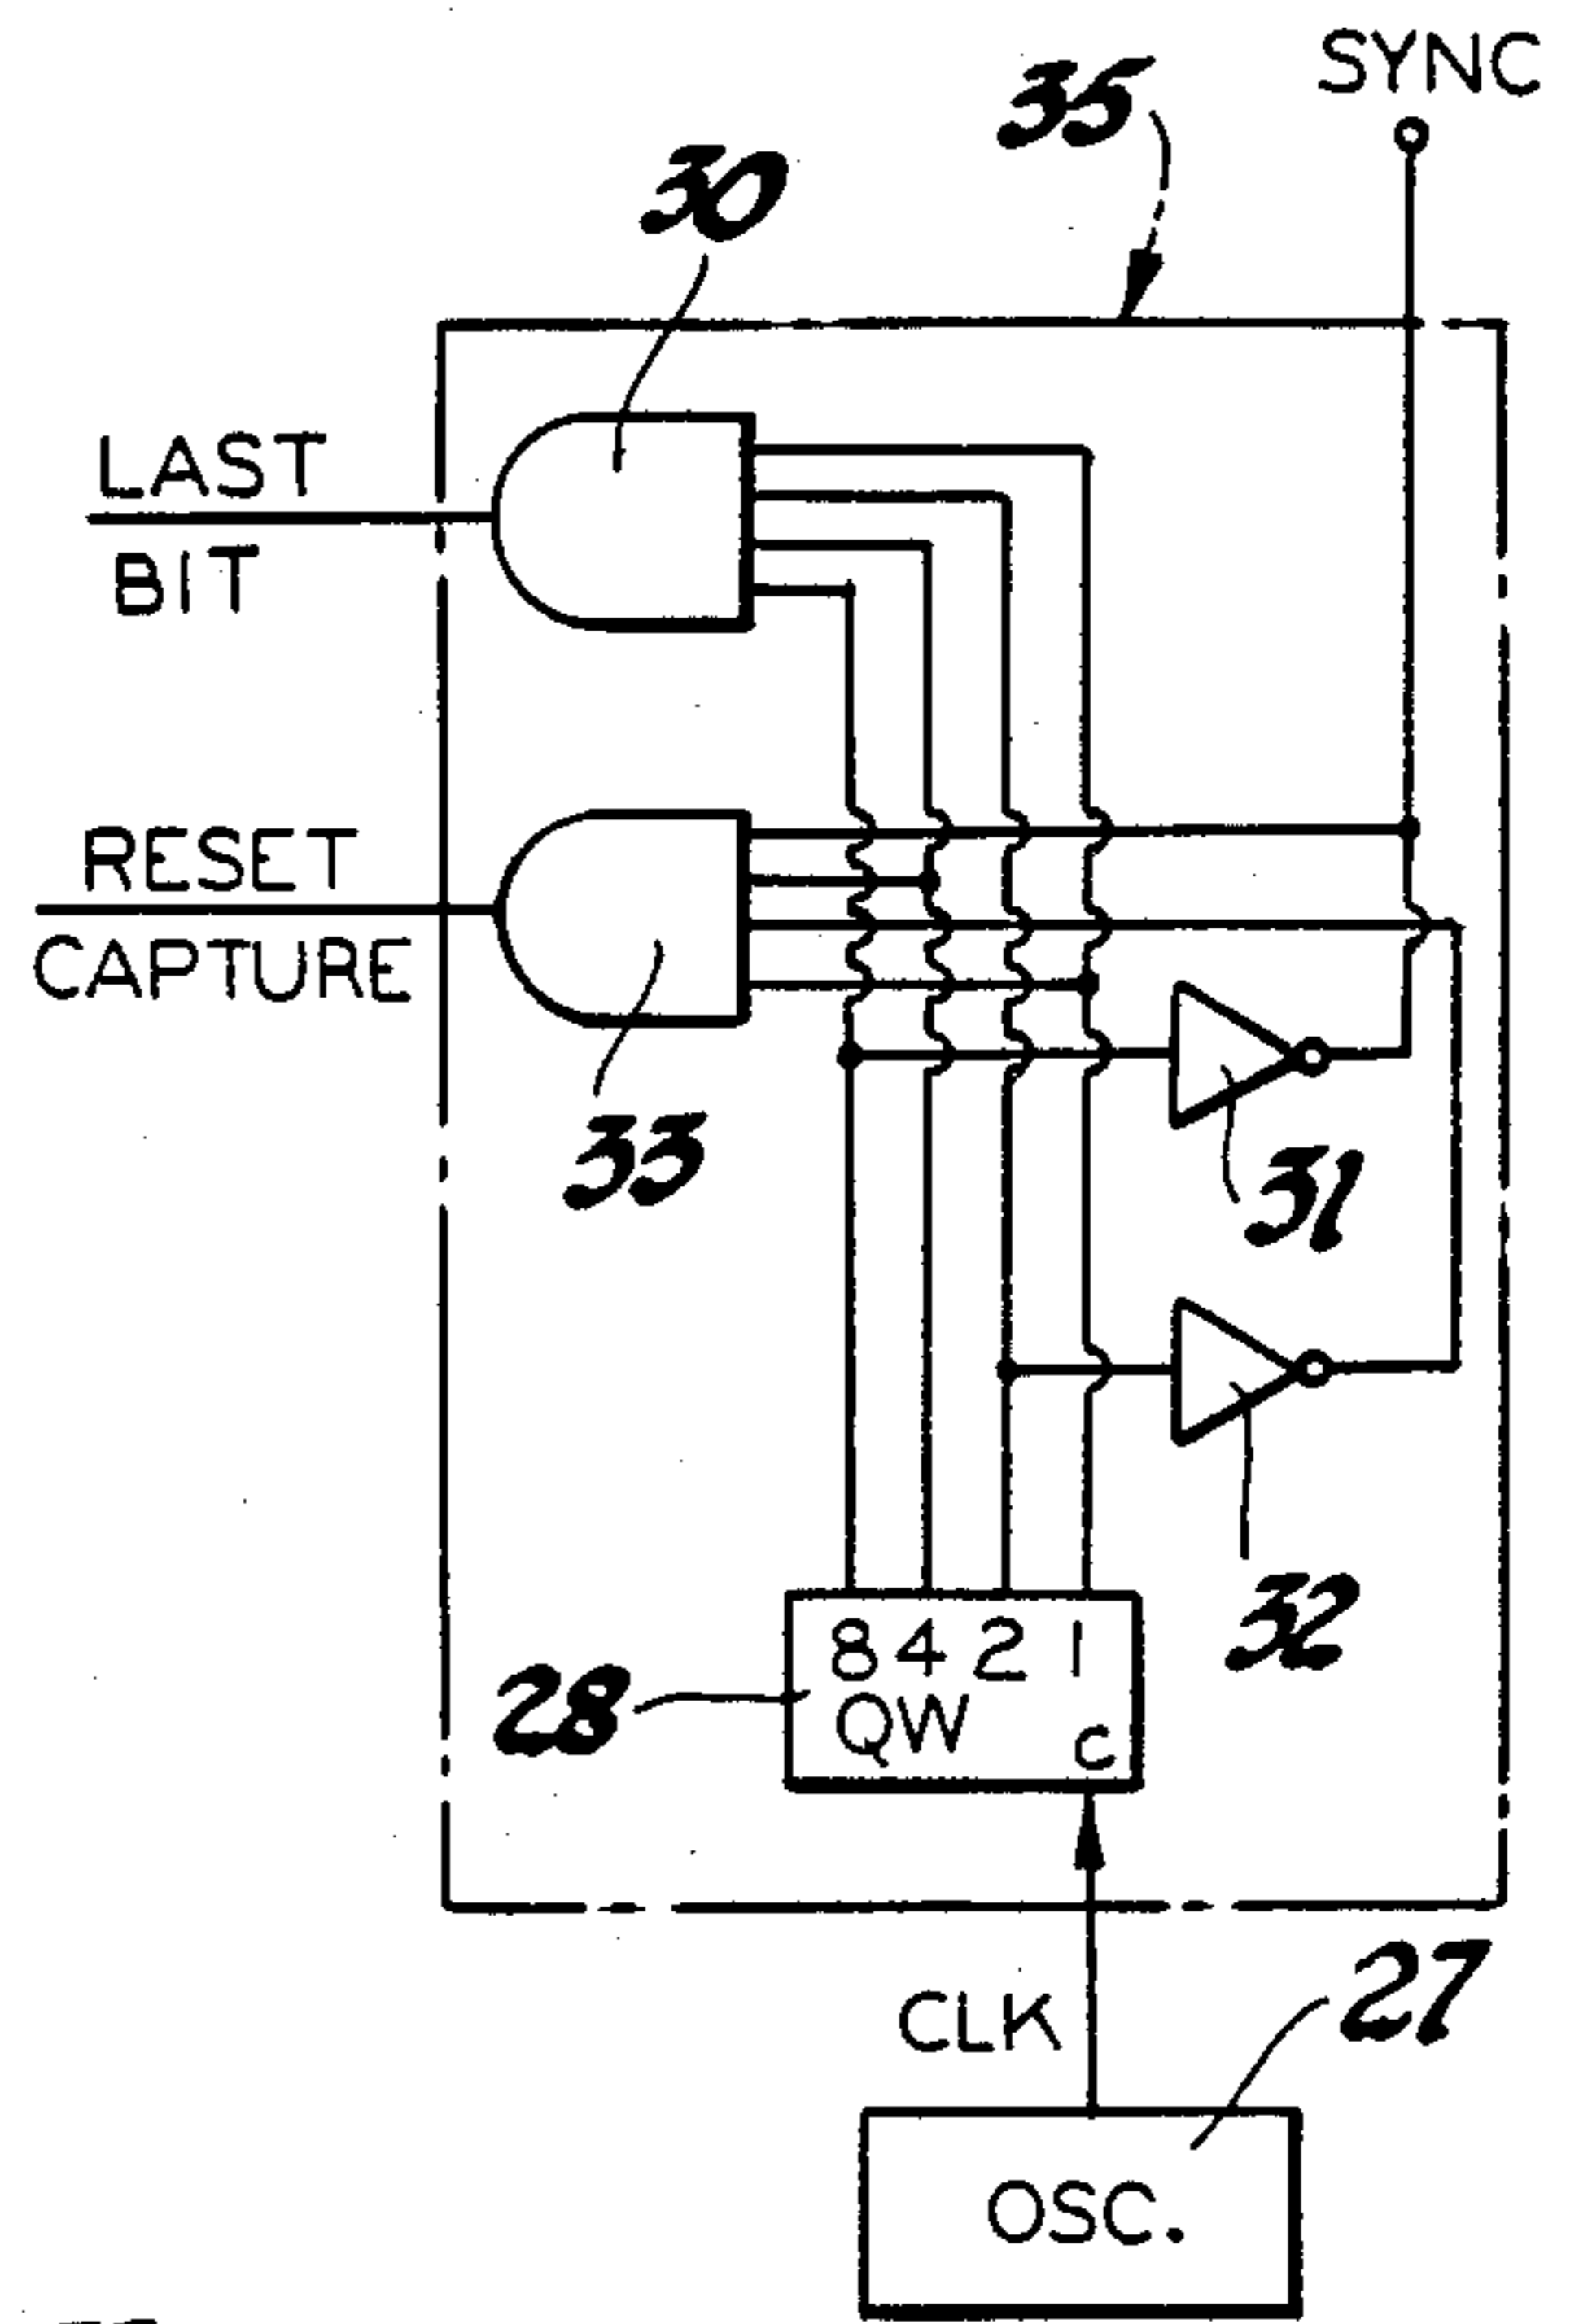 SYNC
35
30
LAST
BIT
RESET
CAPTURE
33
31
32
8 4 2 1
28
QW
C
CLK
27
OSC.